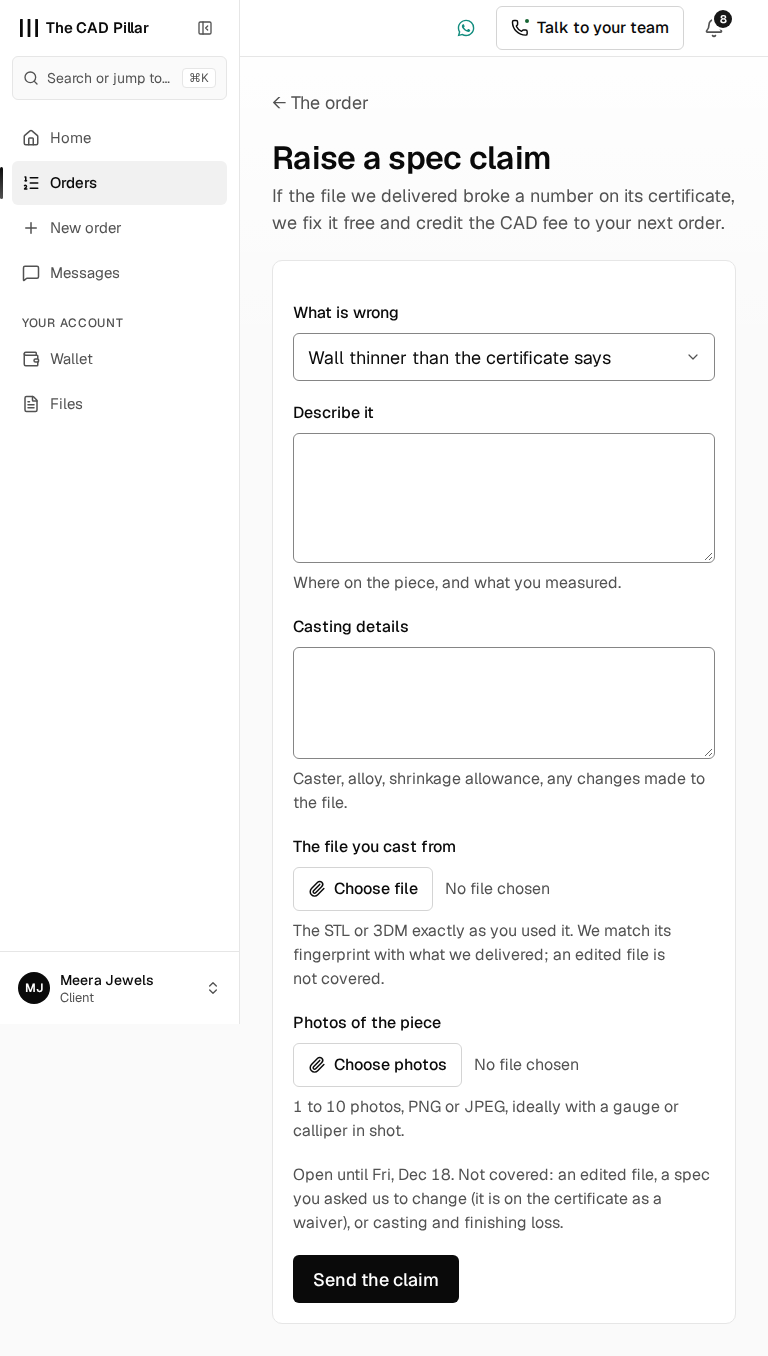 The CAD Pillar
Search or jump to...
⌘K
Home
Orders
New order
Messages
YOUR ACCOUNT
Wallet
Files
MJ
Meera Jewels
Client
Talk to your team
8
← The order
Raise a spec claim
If the file we delivered broke a number on its certificate,
we fix it free and credit the CAD fee to your next order.
What is wrong
Wall thinner than the certificate says
Describe it
Where on the piece, and what you measured.
Casting details
Caster, alloy, shrinkage allowance, any changes made to
the file.
The file you cast from
Choose file
No file chosen
The STL or 3DM exactly as you used it. We match its
fingerprint with what we delivered; an edited file is
not covered.
Photos of the piece
Choose photos
No file chosen
1 to 10 photos, PNG or JPEG, ideally with a gauge or
calliper in shot.
Open until Fri, Dec 18. Not covered: an edited file, a spec
you asked us to change (it is on the certificate as a
waiver), or casting and finishing loss.
Send the claim